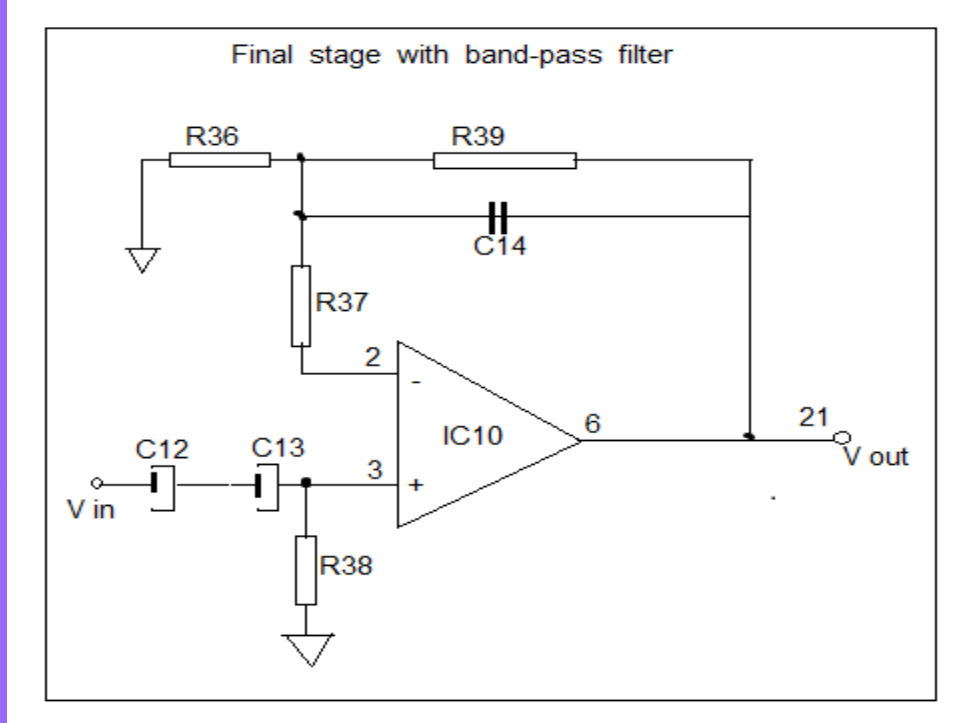 Final stage with band-pass filter
R36
R39
C14
R37
2
-
IC10
6
21
V out
C12
C13
3
+
V in
R38